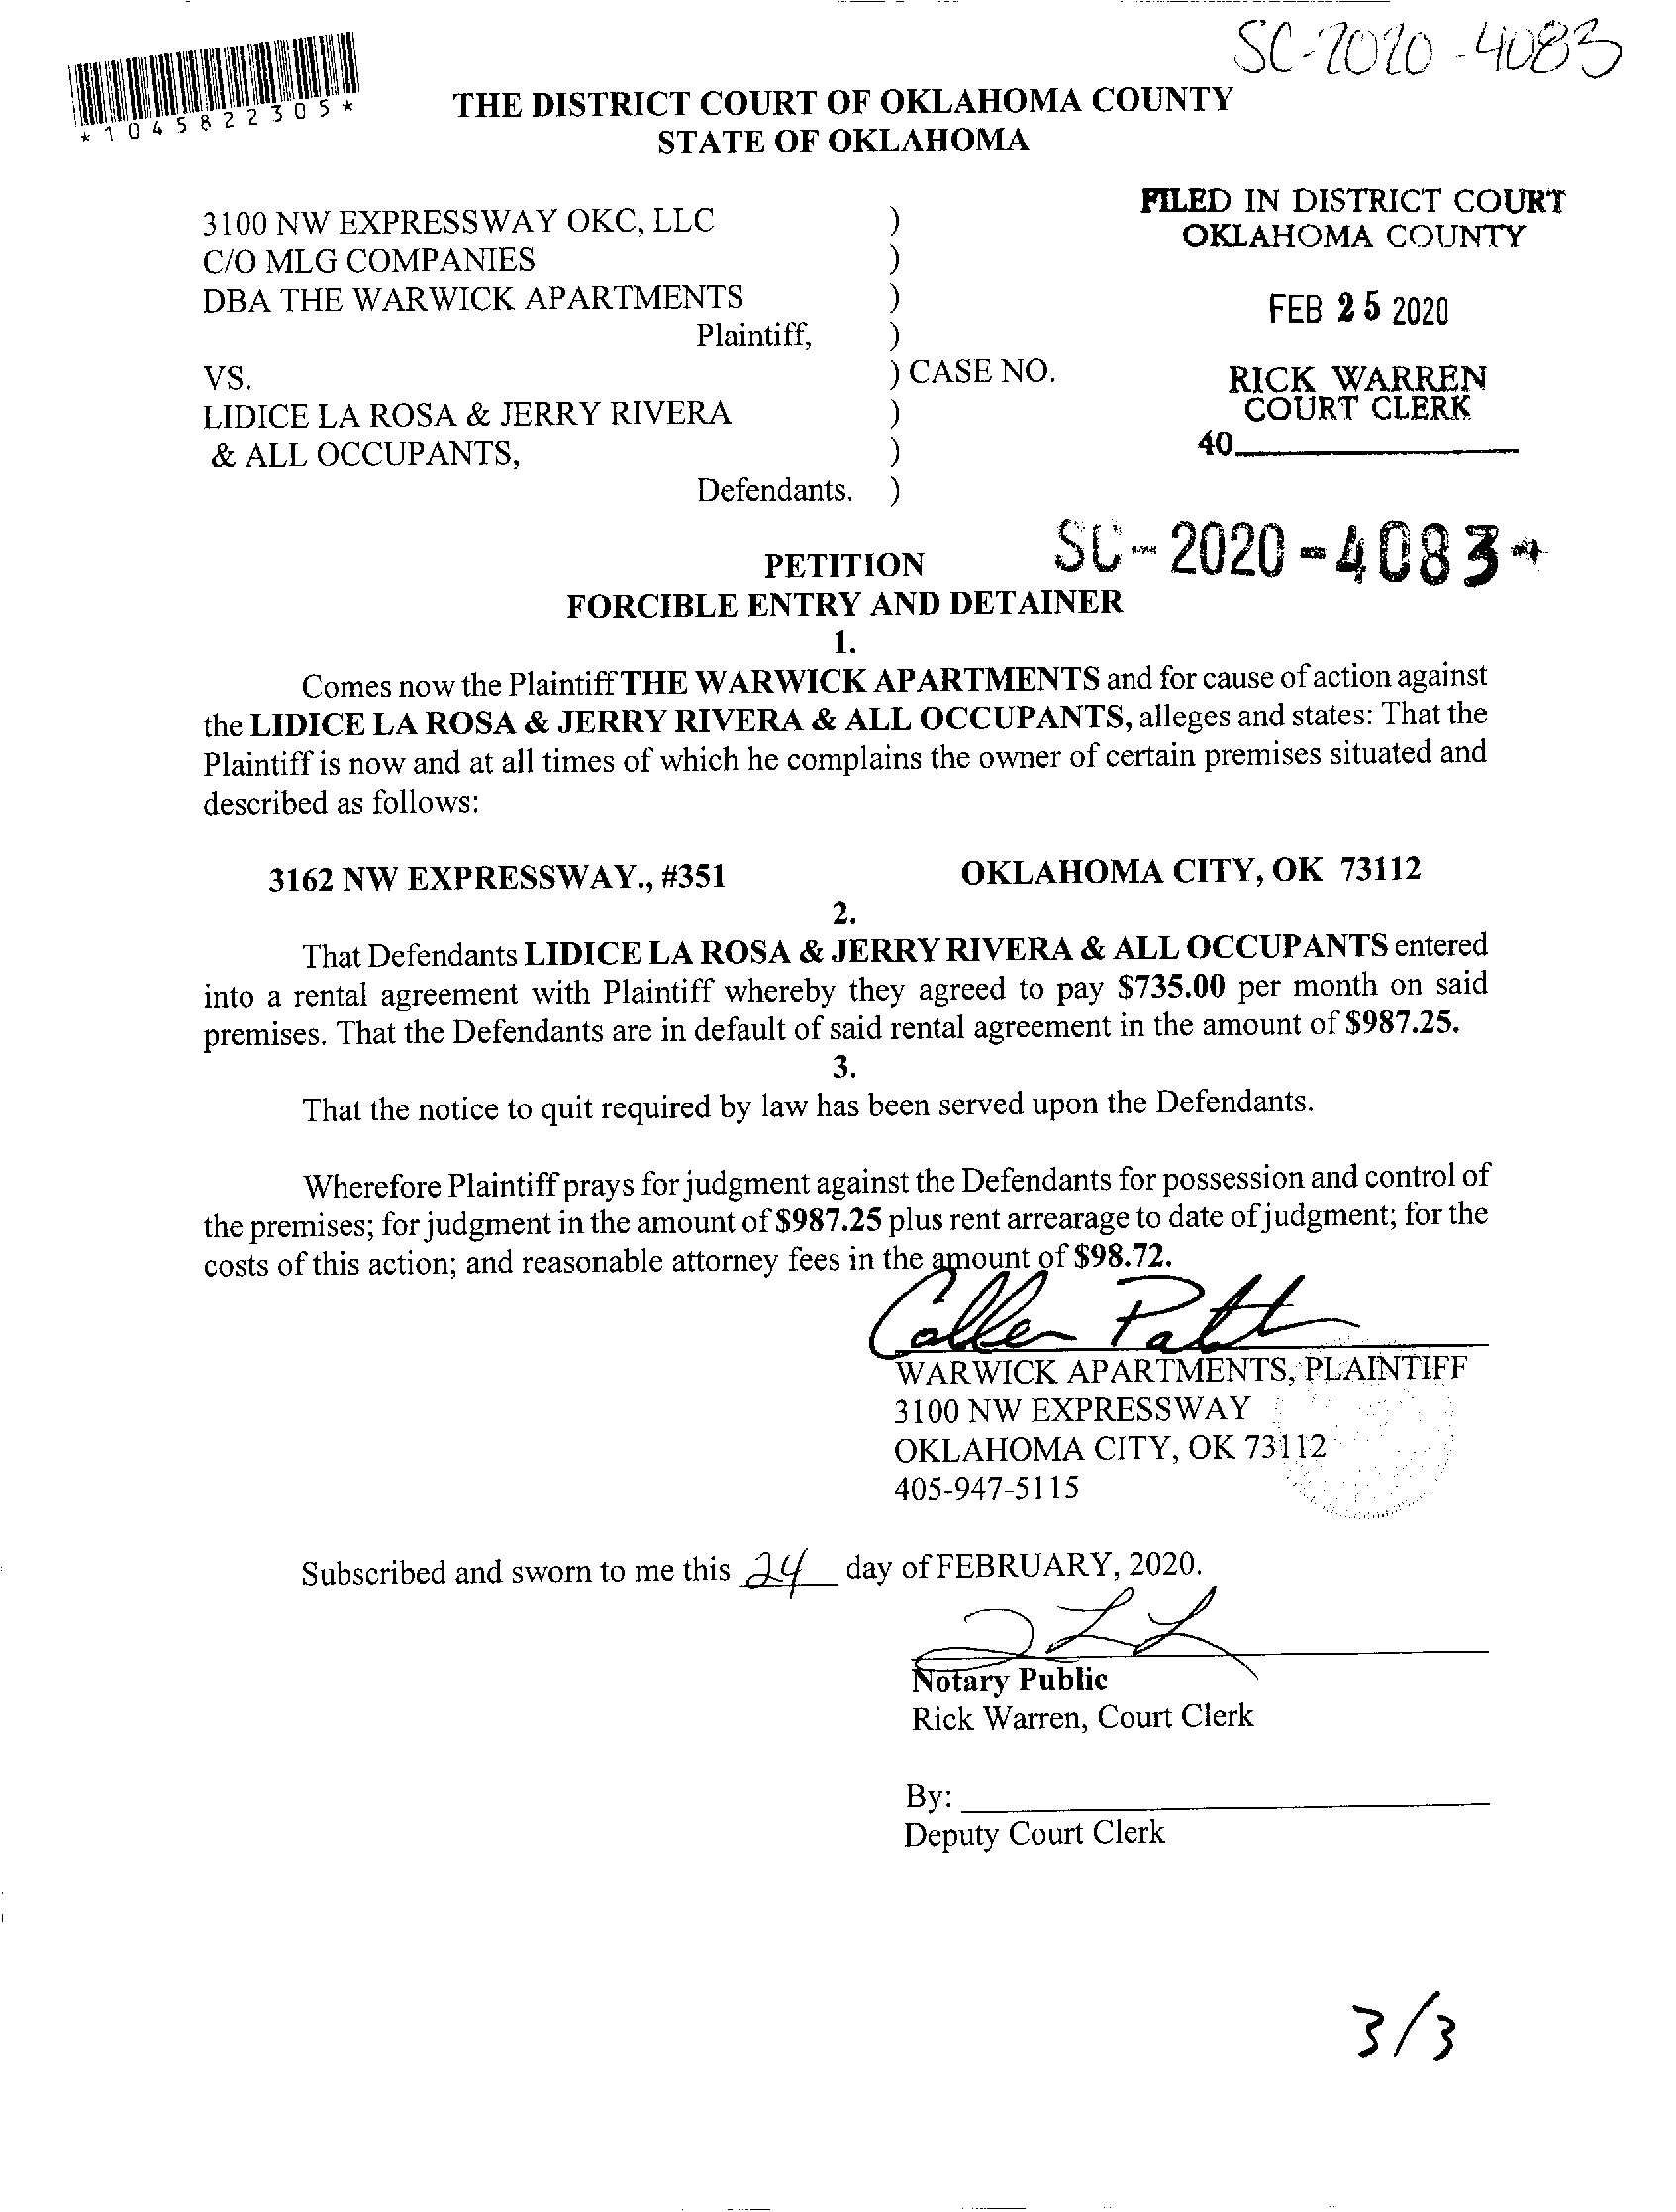 SC-2020-4083
*1045822305*
THE DISTRICT COURT OF OKLAHOMA COUNTY
STATE OF OKLAHOMA
FILED IN DISTRICT COURT
OKLAHOMA COUNTY
FEB 25 2020
RICK WARREN
COURT CLERK
40
3100 NW EXPRESSWAY OKC, LLC )
C/O MLG COMPANIES )
DBA THE WARWICK APARTMENTS )
Plaintiff, )
VS. ) CASE NO.
LIDICE LA ROSA & JERRY RIVERA )
& ALL OCCUPANTS, )
Defendants. )
SC-2020-4083
PETITION
FORCIBLE ENTRY AND DETAINER
1.
Comes now the Plaintiff THE WARWICK APARTMENTS and for cause of action against
the LIDICE LA ROSA & JERRY RIVERA & ALL OCCUPANTS, alleges and states: That the
Plaintiff is now and at all times of which he complains the owner of certain premises situated and
described as follows:
3162 NW EXPRESSWAY., #351 OKLAHOMA CITY, OK 73112
2.
That Defendants LIDICE LA ROSA & JERRY RIVERA & ALL OCCUPANTS entered
into a rental agreement with Plaintiff whereby they agreed to pay $735.00 per month on said
premises. That the Defendants are in default of said rental agreement in the amount of $987.25.
3.
That the notice to quit required by law has been served upon the Defendants.
Wherefore Plaintiff prays for judgment against the Defendants for possession and control of
the premises; for judgment in the amount of $987.25 plus rent arrearage to date of judgment; for the
costs of this action; and reasonable attorney fees in the amount of $98.72.
WARWICK APARTMENTS, PLAINTIFF
3100 NW EXPRESSWAY
OKLAHOMA CITY, OK 73112
405-947-5115
Subscribed and sworn to me this 24 day of FEBRUARY, 2020.
Notary Public
Rick Warren, Court Clerk
By:
Deputy Court Clerk
3/3